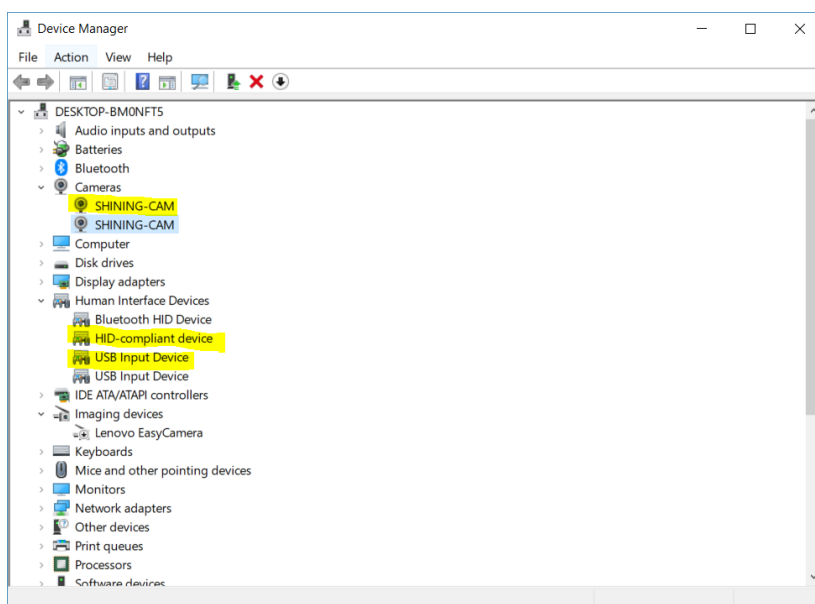 Device Manager
File Action View Help
DESKTOP-BM0NFT5
Audio inputs and outputs
Batteries
Bluetooth
Cameras
SHINING-CAM
SHINING-CAM
Computer
Disk drives
Display adapters
Human Interface Devices
Bluetooth HID Device
HID-compliant device
USB Input Device
USB Input Device
IDE ATA/ATAPI controllers
Imaging devices
Lenovo EasyCamera
Keyboards
Mice and other pointing devices
Monitors
Network adapters
Other devices
Print queues
Processors
Software devices